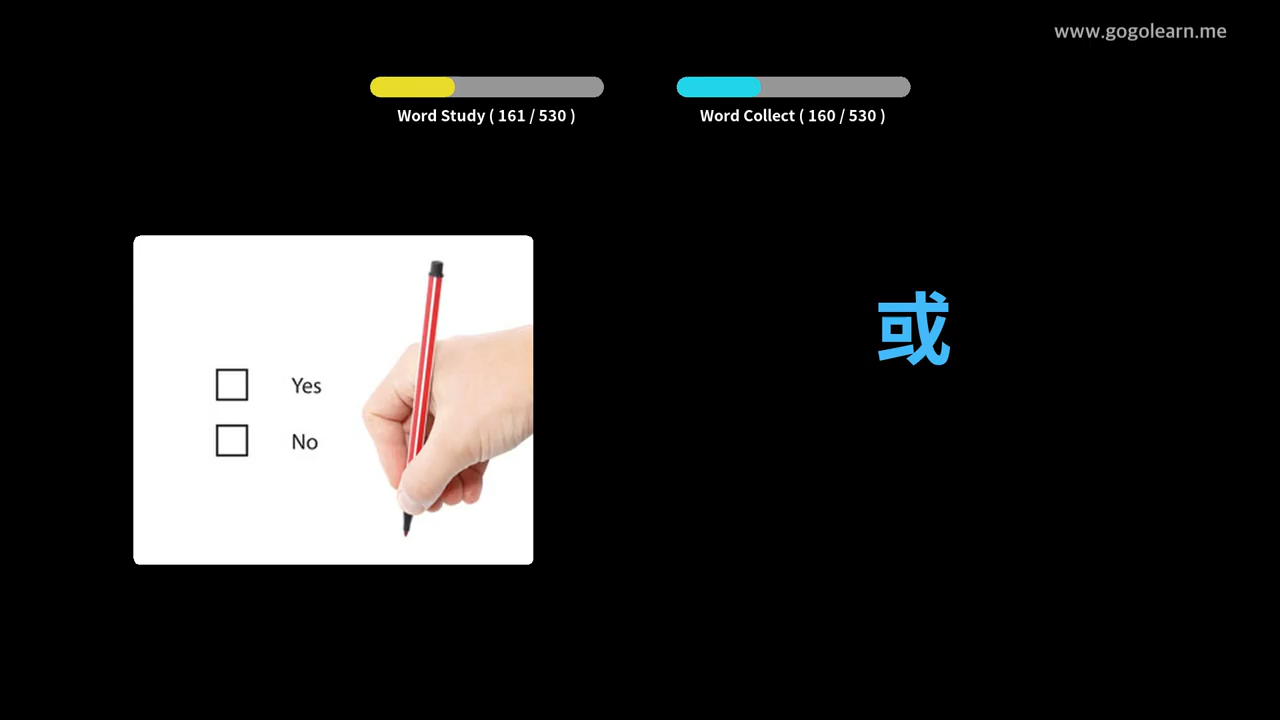 www.gogolearn.me
Word Study ( 161 / 530 )
Word Collect ( 160 / 530 )
或
Yes
No